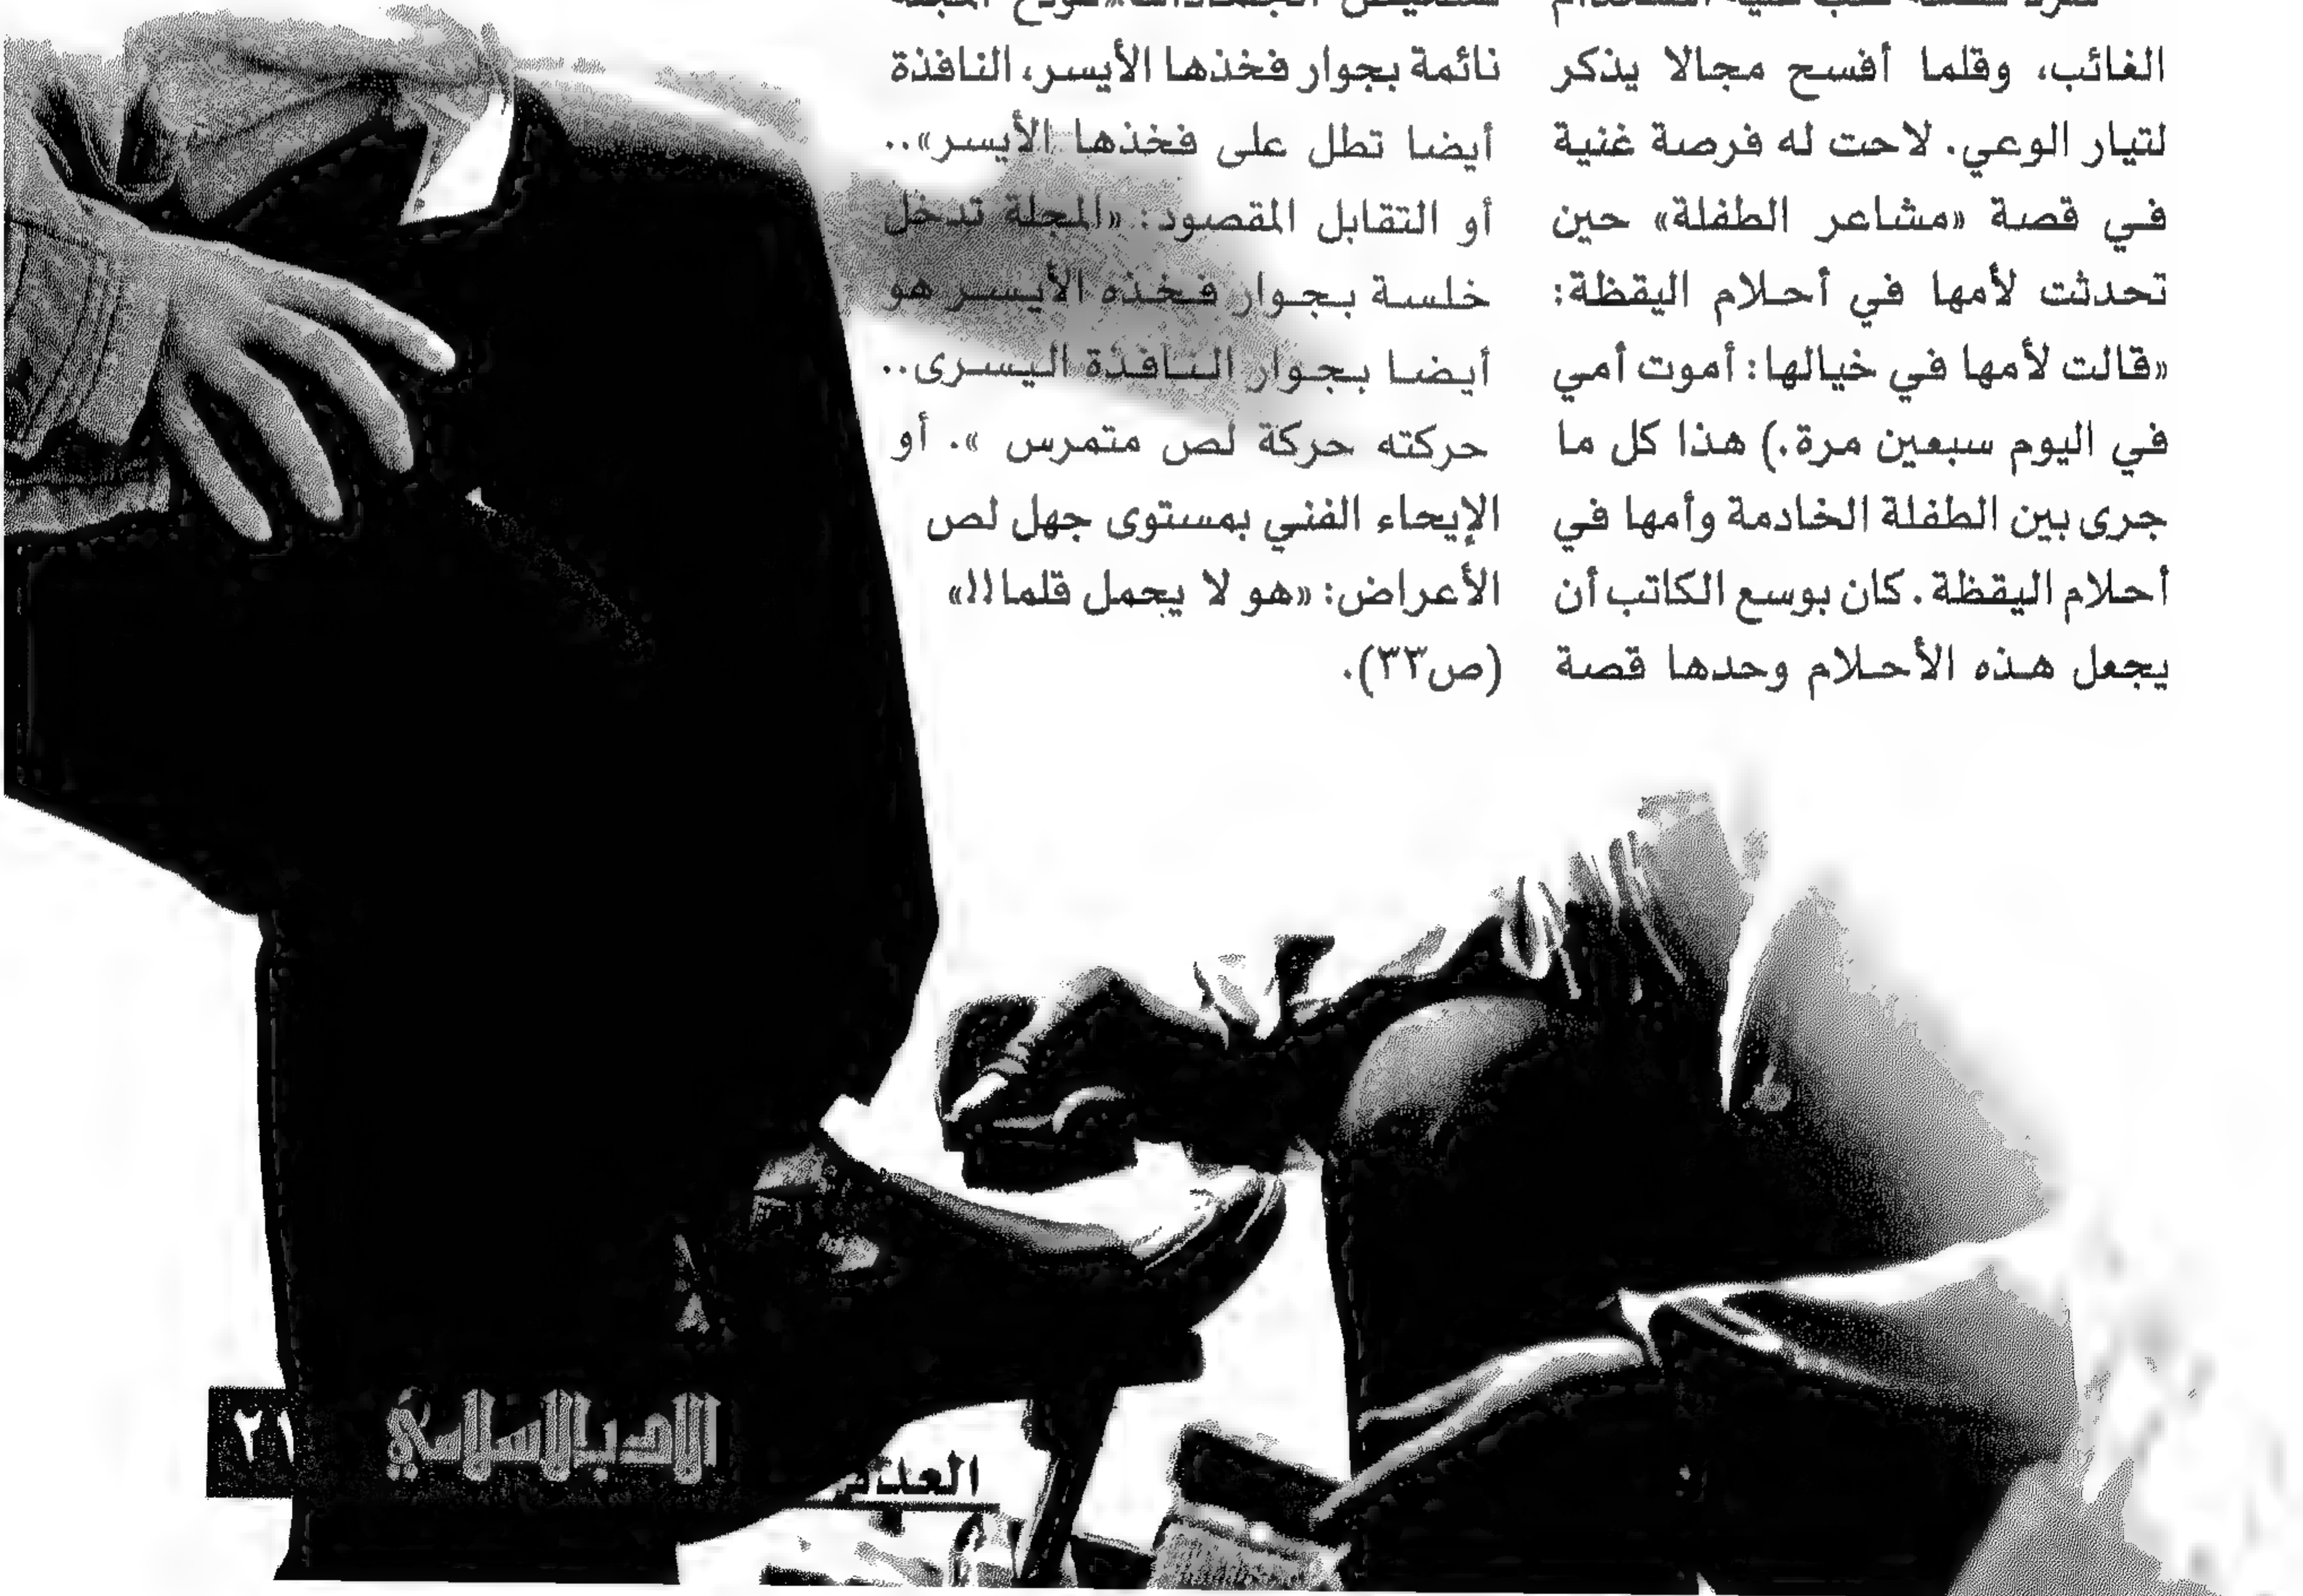 الغائب، وقلما أفسح مجالا يذكر
لتيار الوعي. لاحت له فرصة غنية
في قصة «مشاعر الطفلة» حين
تحدثت لأمها في أحلام اليقظة:
«قالت لأمها في خيالها: أموت أمي
في اليوم سبعين مرة.) هذا كل ما
جرى بين الطفلة الخادمة وأمها في
أحلام اليقظة. كان بوسع الكاتب أن
يجعل هذه الأحلام وحدها قصة
نائمة بجوار فخذها الأيسر، النافذة
أيضا تطل على فخذها الأيسر»..
أو التقابل المقصود: «المجلة تدخل
خلسة بجوار فخذه الأيسر هو
أيضا بجوار النافذة اليسرى..
حركته حركة لص متمرس ». أو
الإيحاء الفني بمستوى جهل لص
الأعراض: «هو لا يحمل قلما!!»
(ص٣٣).
الادب الاسلامي
٢١